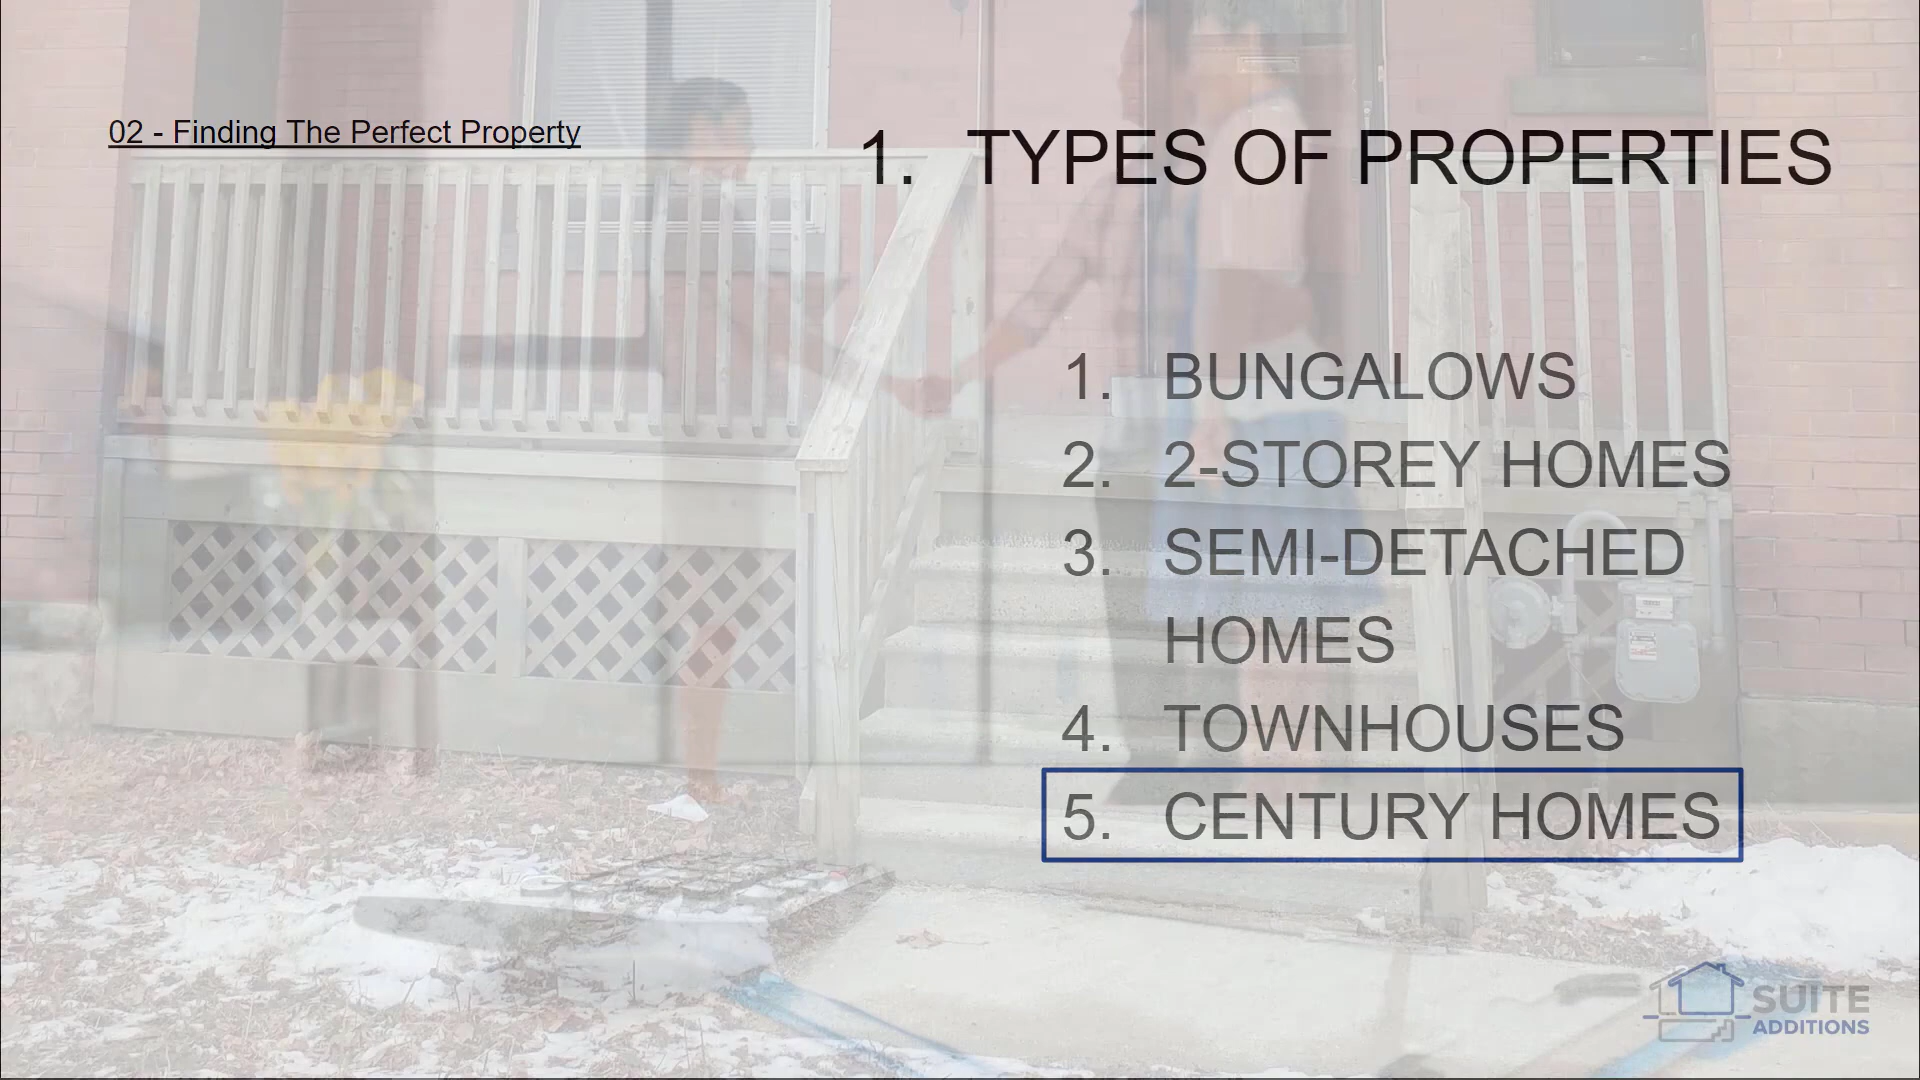 02 - Finding The Perfect Property
1. TYPES OF PROPERTIES
1. BUNGALOWS
2. 2-STOREY HOMES
3. SEMI-DETACHED
HOMES
4. TOWNHOUSES
5. CENTURY HOMES
SUITE
ADDITIONS